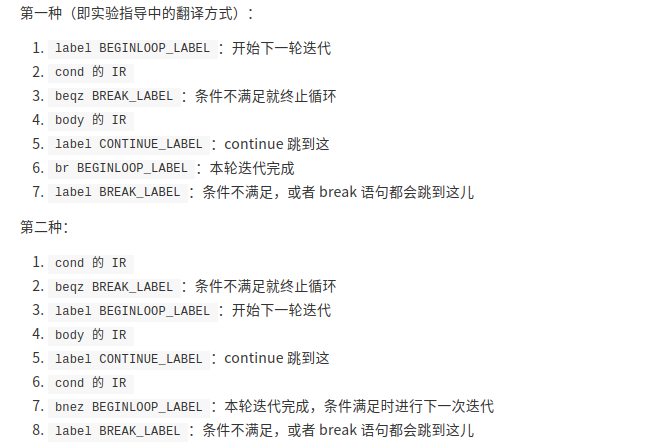 第一种（即实验指导中的翻译方式）：
1. label BEGINLOOP_LABEL ：开始下一轮迭代
2. cond 的 IR
3. beqz BREAK_LABEL ：条件不满足就终止循环
4. body 的 IR
5. label CONTINUE_LABEL ：continue 跳到这
6. br BEGINLOOP_LABEL ：本轮迭代完成
7. label BREAK_LABEL ：条件不满足，或者 break 语句都会跳到这儿
第二种：
1. cond 的 IR
2. beqz BREAK_LABEL ：条件不满足就终止循环
3. label BEGINLOOP_LABEL ：开始下一轮迭代
4. body 的 IR
5. label CONTINUE_LABEL ：continue 跳到这
6. cond 的 IR
7. bnez BEGINLOOP_LABEL ：本轮迭代完成，条件满足时进行下一次迭代
8. label BREAK_LABEL ：条件不满足，或者 break 语句都会跳到这儿